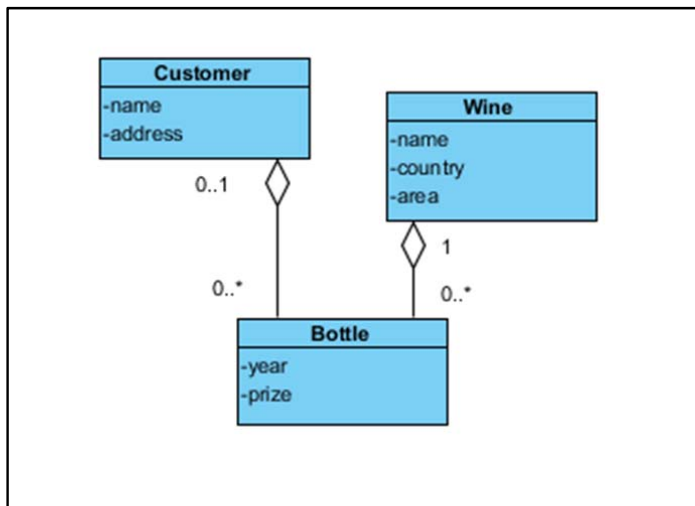 Customer
-name
-address
Wine
-name
-country
-area
0..1
1
0..*
0..*
Bottle
-year
-prize